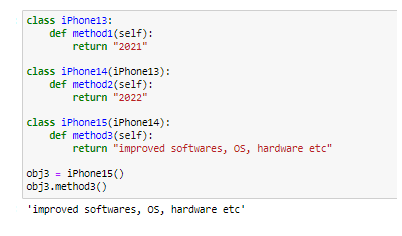 class iPhone13:
    def method1(self):
        return "2021"

class iPhone14(iPhone13):
    def method2(self):
        return "2022"

class iPhone15(iPhone14):
    def method3(self):
        return "improved softwares, OS, hardware etc"

obj3 = iPhone15()
obj3.method3()
'improved softwares, OS, hardware etc'